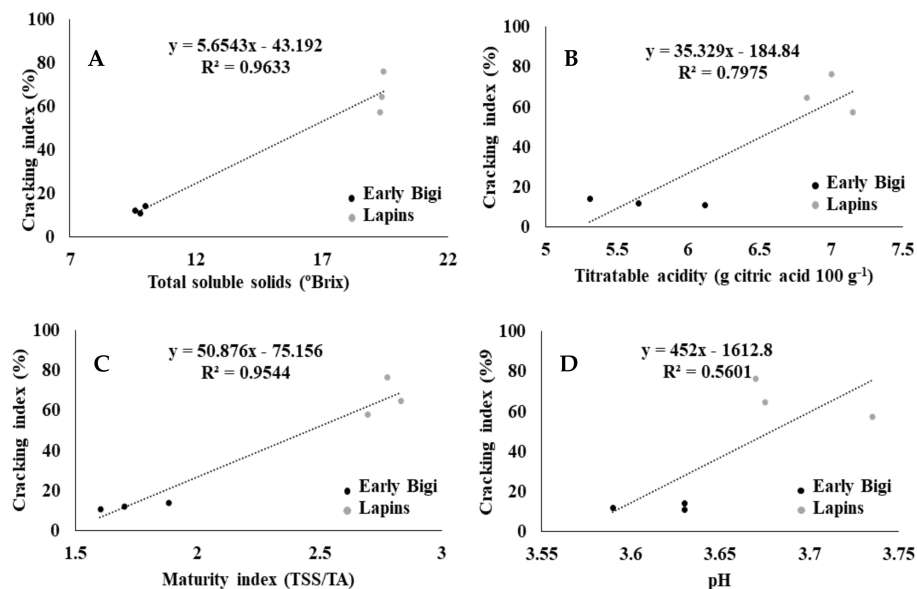 A
y = 5.6543x - 43.192
R² = 0.9633
Cracking index (%)
100
80
60
40
20
0
7
12
17
22
Early Bigi
Lapins
Total soluble solids (ºBrix)
B
y = 35.329x - 184.84
R² = 0.7975
Cracking index (%)
100
80
60
40
20
0
5
5.5
6
6.5
7
7.5
Early Bigi
Lapins
Titratable acidity (g citric acid 100 g⁻¹)
C
y = 50.876x - 75.156
R² = 0.9544
Cracking index (%)
100
80
60
40
20
0
1.5
2
2.5
3
Early Bigi
Lapins
Maturity index (TSS/TA)
D
y = 452x - 1612.8
R² = 0.5601
Cracking index (%9
100
80
60
40
20
0
3.55
3.6
3.65
3.7
3.75
Early Bigi
Lapins
pH